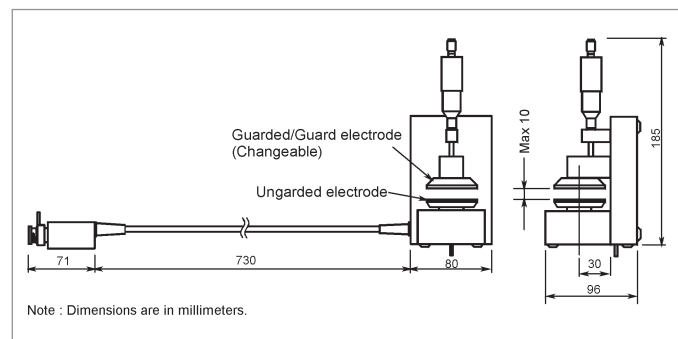 Guarded/Guard electrode
(Changeable)
Ungarded electrode
Max 10
185
71
730
80
30
96
Note : Dimensions are in millimeters.